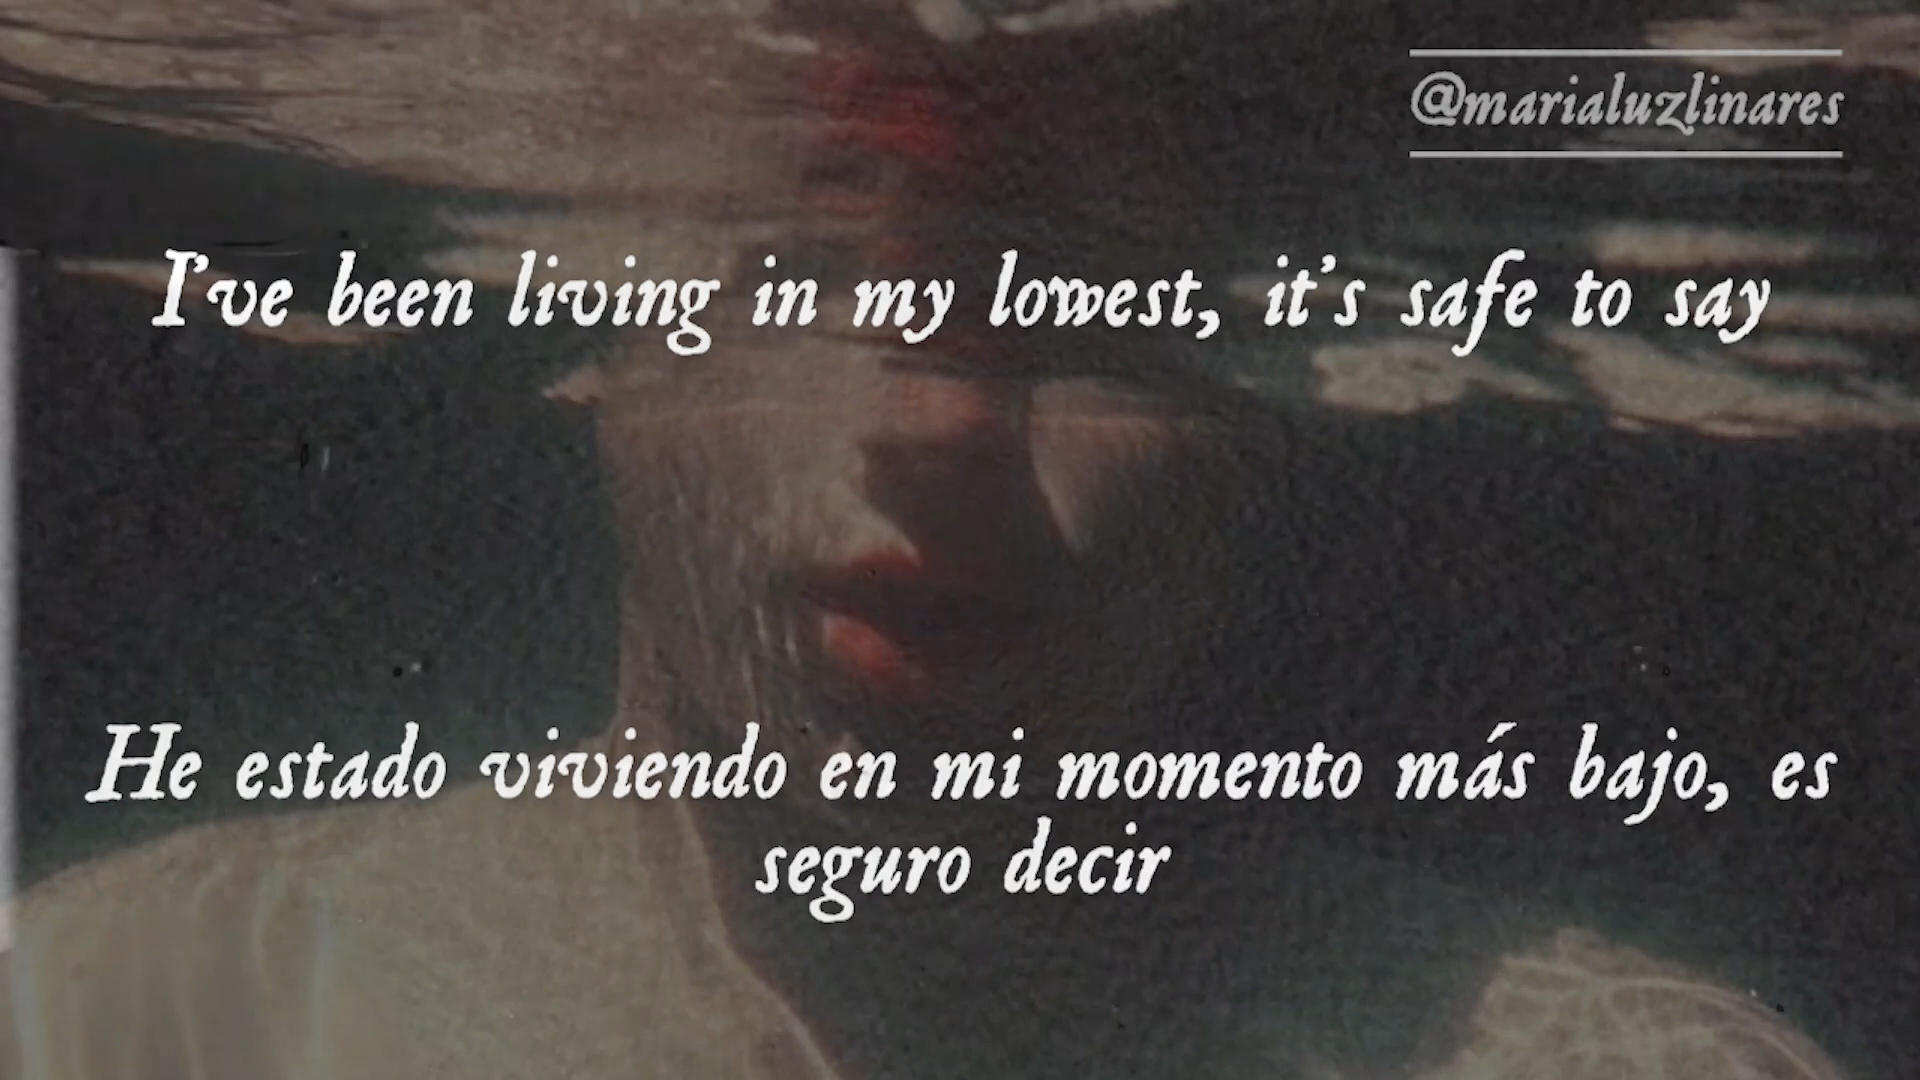 @marialuzlinares
I've been living in my lowest, it's safe to say
He estado viviendo en mi momento más bajo, es
seguro decir